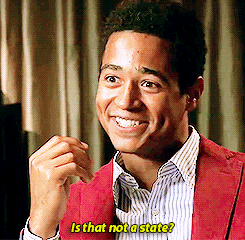 Is that not a state?